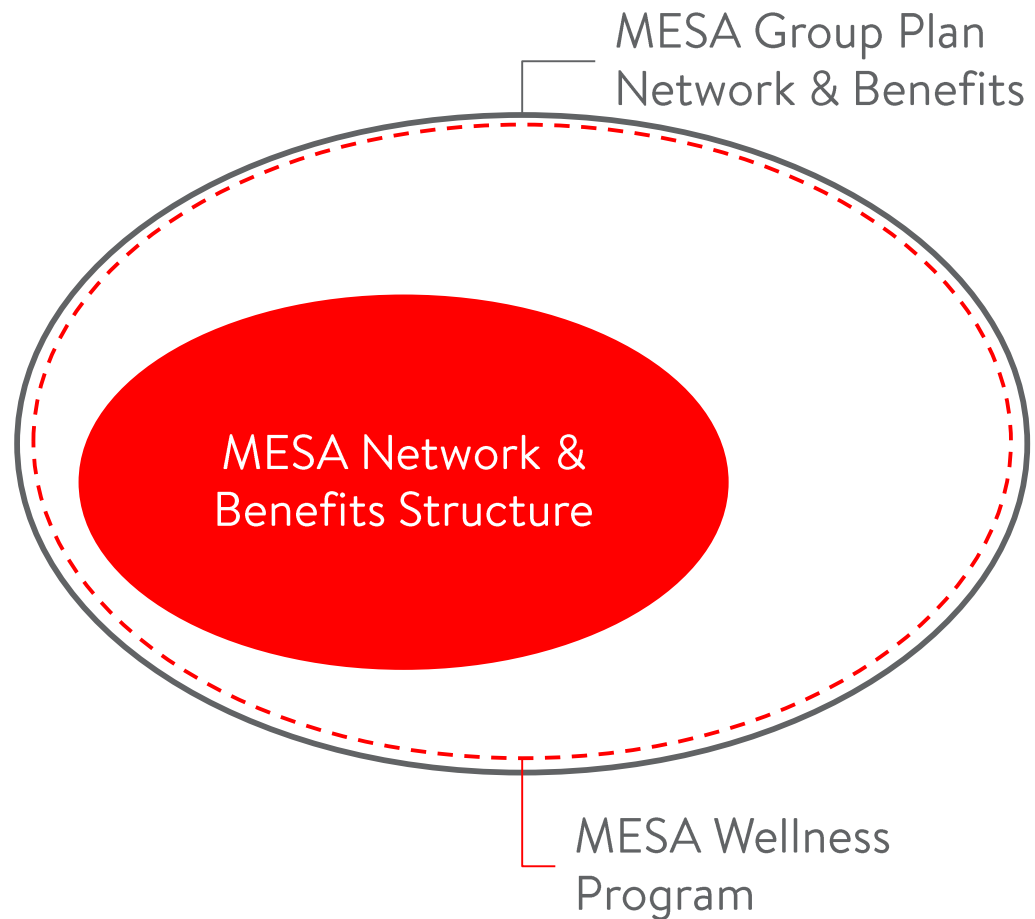 MESA Group Plan
Network & Benefits
MESA Network &
Benefits Structure
MESA Wellness
Program